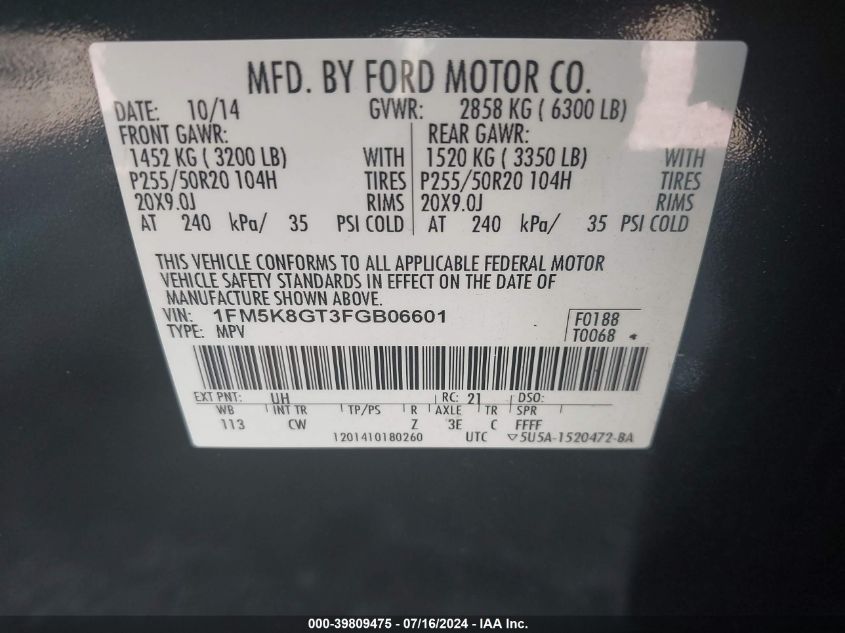 MFD. BY FORD MOTOR CO.
DATE: 10/14 GVWR: 2858 KG ( 6300 LB)
FRONT GAWR: REAR GAWR:
1452 KG ( 3200 LB) WITH 1520 KG ( 3350 LB) WITH
P255/50R20 104H TIRES P255/50R20 104H TIRES
20X9.0J RIMS 20X9.0J RIMS
AT 240 kPa/ 35 PSI COLD AT 240 kPa/ 35 PSI COLD
THIS VEHICLE CONFORMS TO ALL APPLICABLE FEDERAL MOTOR
VEHICLE SAFETY STANDARDS IN EFFECT ON THE DATE OF
MANUFACTURE SHOWN ABOVE.
VIN: 1FM5K8GT3FGB06601 F0188
TYPE: MPV T0068 *
EXT PNT: UH RC: 21 DSO:
WB INT TR TP/PS R AXLE TR SPR
113 CW Z 3E C FFFF
1201410180260 UTC ▽5U5A-1520472-BA
000-39809475 - 07/16/2024 - IAA Inc.